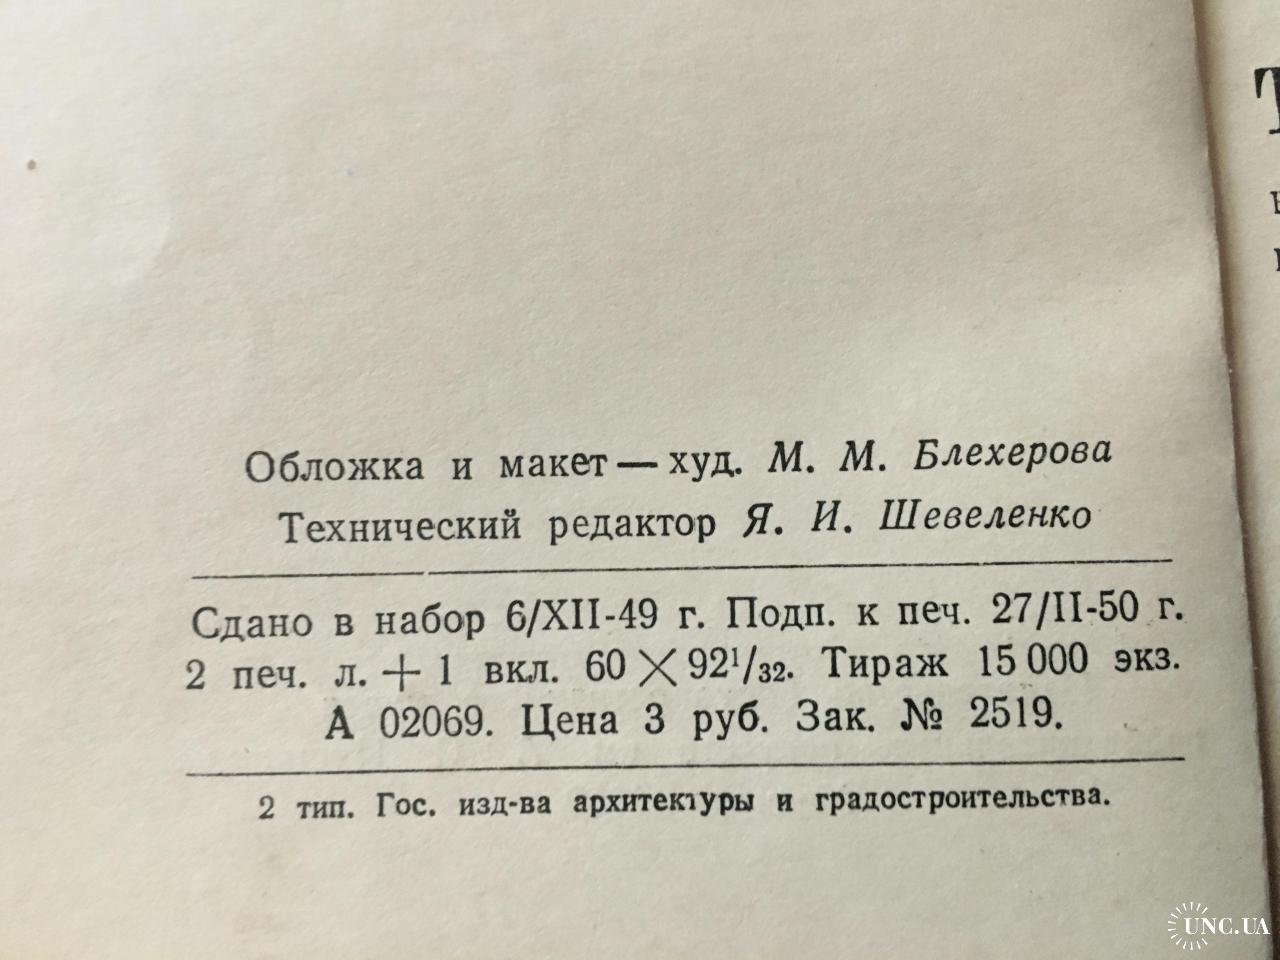 Обложка и макет — худ. М. М. Блехерова
Технический редактор Я. И. Шевеленко
Сдано в набор 6/XII-49 г. Подп. к печ. 27/II-50 г.
2 печ. л. + 1 вкл. 60 × 92¹/₃₂. Тираж 15 000 экз.
А 02069. Цена 3 руб. Зак. № 2519.
2 тип. Гос. изд-ва архитектуры и градостроительства.
UNC.UA